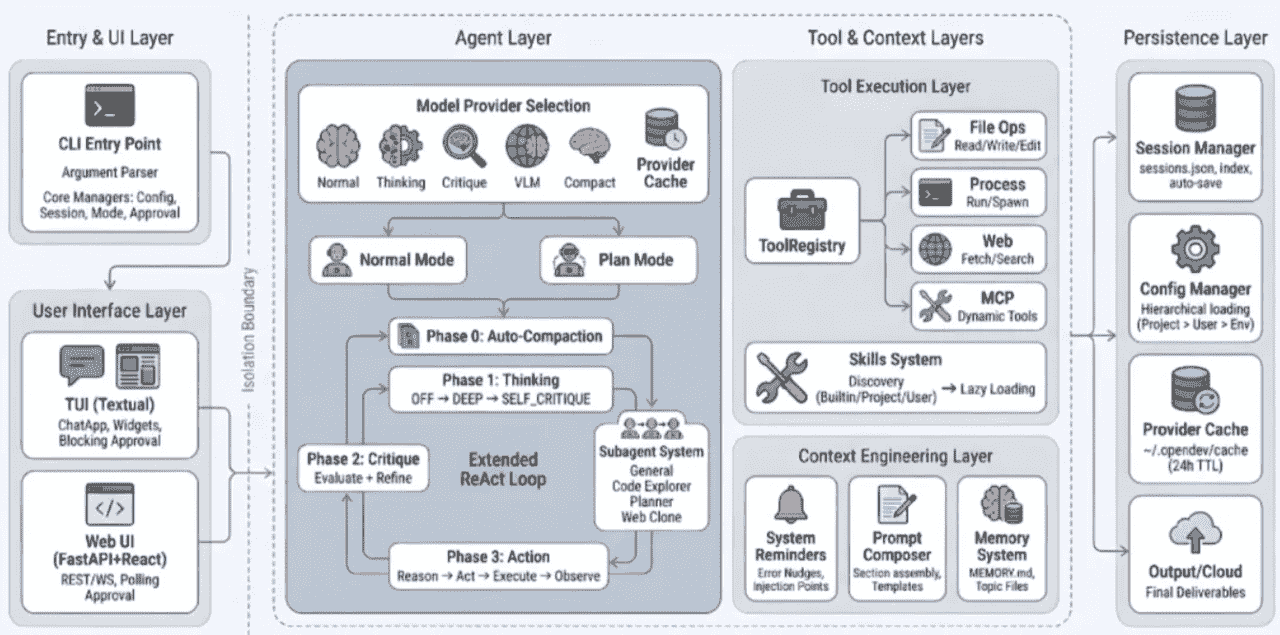 Entry & UI Layer
CLI Entry Point
Argument Parser
Core Managers: Config,
Session, Mode, Approval
User Interface Layer
TUI (Textual)
ChatApp, Widgets,
Blocking Approval
Web UI
(FastAPI+React)
REST/WS, Polling
Approval
Isolation Boundary
Agent Layer
Model Provider Selection
Normal
Thinking
Critique
VLM
Compact
Provider
Cache
Normal Mode
Plan Mode
Phase 0: Auto-Compaction
Phase 1: Thinking
OFF → DEEP → SELF_CRITIQUE
Phase 2: Critique
Evaluate + Refine
Extended
ReAct Loop
Subagent System
General
Code Explorer
Planner
Web Clone
Phase 3: Action
Reason → Act → Execute → Observe
Tool & Context Layers
Tool Execution Layer
ToolRegistry
File Ops
Read/Write/Edit
Process
Run/Spawn
Web
Fetch/Search
MCP
Dynamic Tools
Skills System
Discovery
(Builtin/Project/User)
→ Lazy Loading
Context Engineering Layer
System
Reminders
Error Nudges,
Injection Points
Prompt
Composer
Section assembly,
Templates
Memory
System
MEMORY.md,
Topic Files
Persistence Layer
Session Manager
sessions.json, index,
auto-save
Config Manager
Hierarchical loading
(Project > User > Env)
Provider Cache
~/.opendev/cache
(24h TTL)
Output/Cloud
Final Deliverables